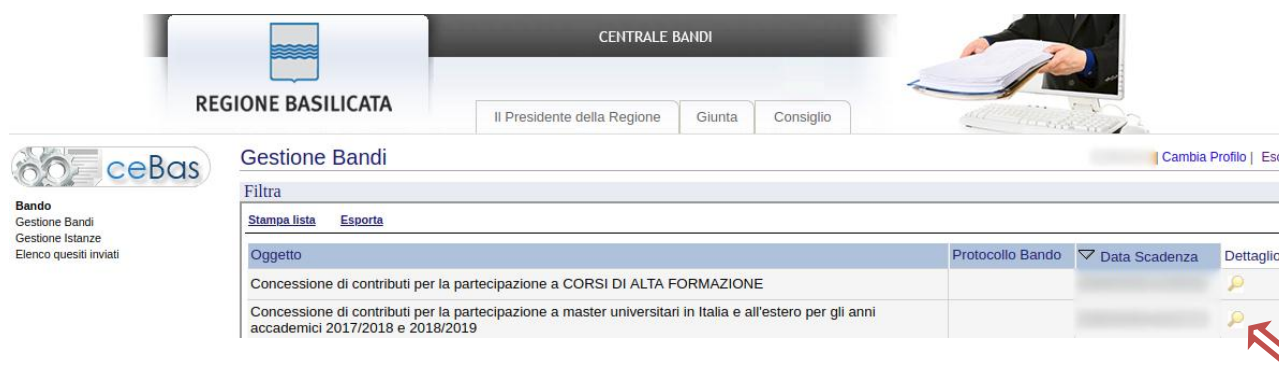 CENTRALE BANDI
REGIONE BASILICATA
Il Presidente della Regione Giunta Consiglio
ceBas
Gestione Bandi
| Cambia Profilo |
Filtra
Bando
Gestione Bandi
Gestione Istanze
Elenco quesiti inviati
Stampa lista Esporta
Oggetto Protocollo Bando Data Scadenza Dettaglio
Concessione di contributi per la partecipazione a CORSI DI ALTA FORMAZIONE
Concessione di contributi per la partecipazione a master universitari in Italia e all'estero per gli anni
accademici 2017/2018 e 2018/2019